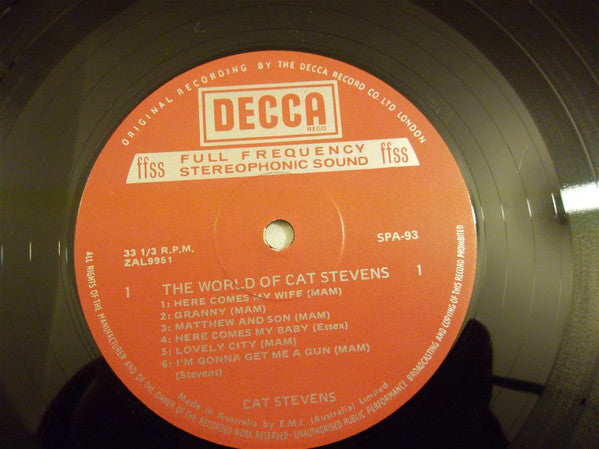 ORIGINAL RECORDING BY THE DECCA RECORD CO. LTD. LONDON
DECCA
REGD
ffss FULL FREQUENCY ffss
STEREOPHONIC SOUND
33 1/3 R.P.M.
ZAL9951
SPA-93
1 THE WORLD OF CAT STEVENS 1
1: HERE COMES MY WIFE (MAM)
2: GRANNY (MAM)
3: MATTHEW AND SON (MAM)
4: HERE COMES MY BABY (Essex)
5: LOVELY CITY (MAM)
6: I'M GONNA GET ME A GUN (MAM)
(Stevens)
CAT STEVENS
Made in Australia by E.M.I. (Australia) Limited
ALL RIGHTS OF THE MANUFACTURER AND OF THE OWNER OF THE RECORDED WORK RESERVED - UNAUTHORISED PUBLIC PERFORMANCE BROADCASTING AND COPYING OF THIS RECORD PROHIBITED